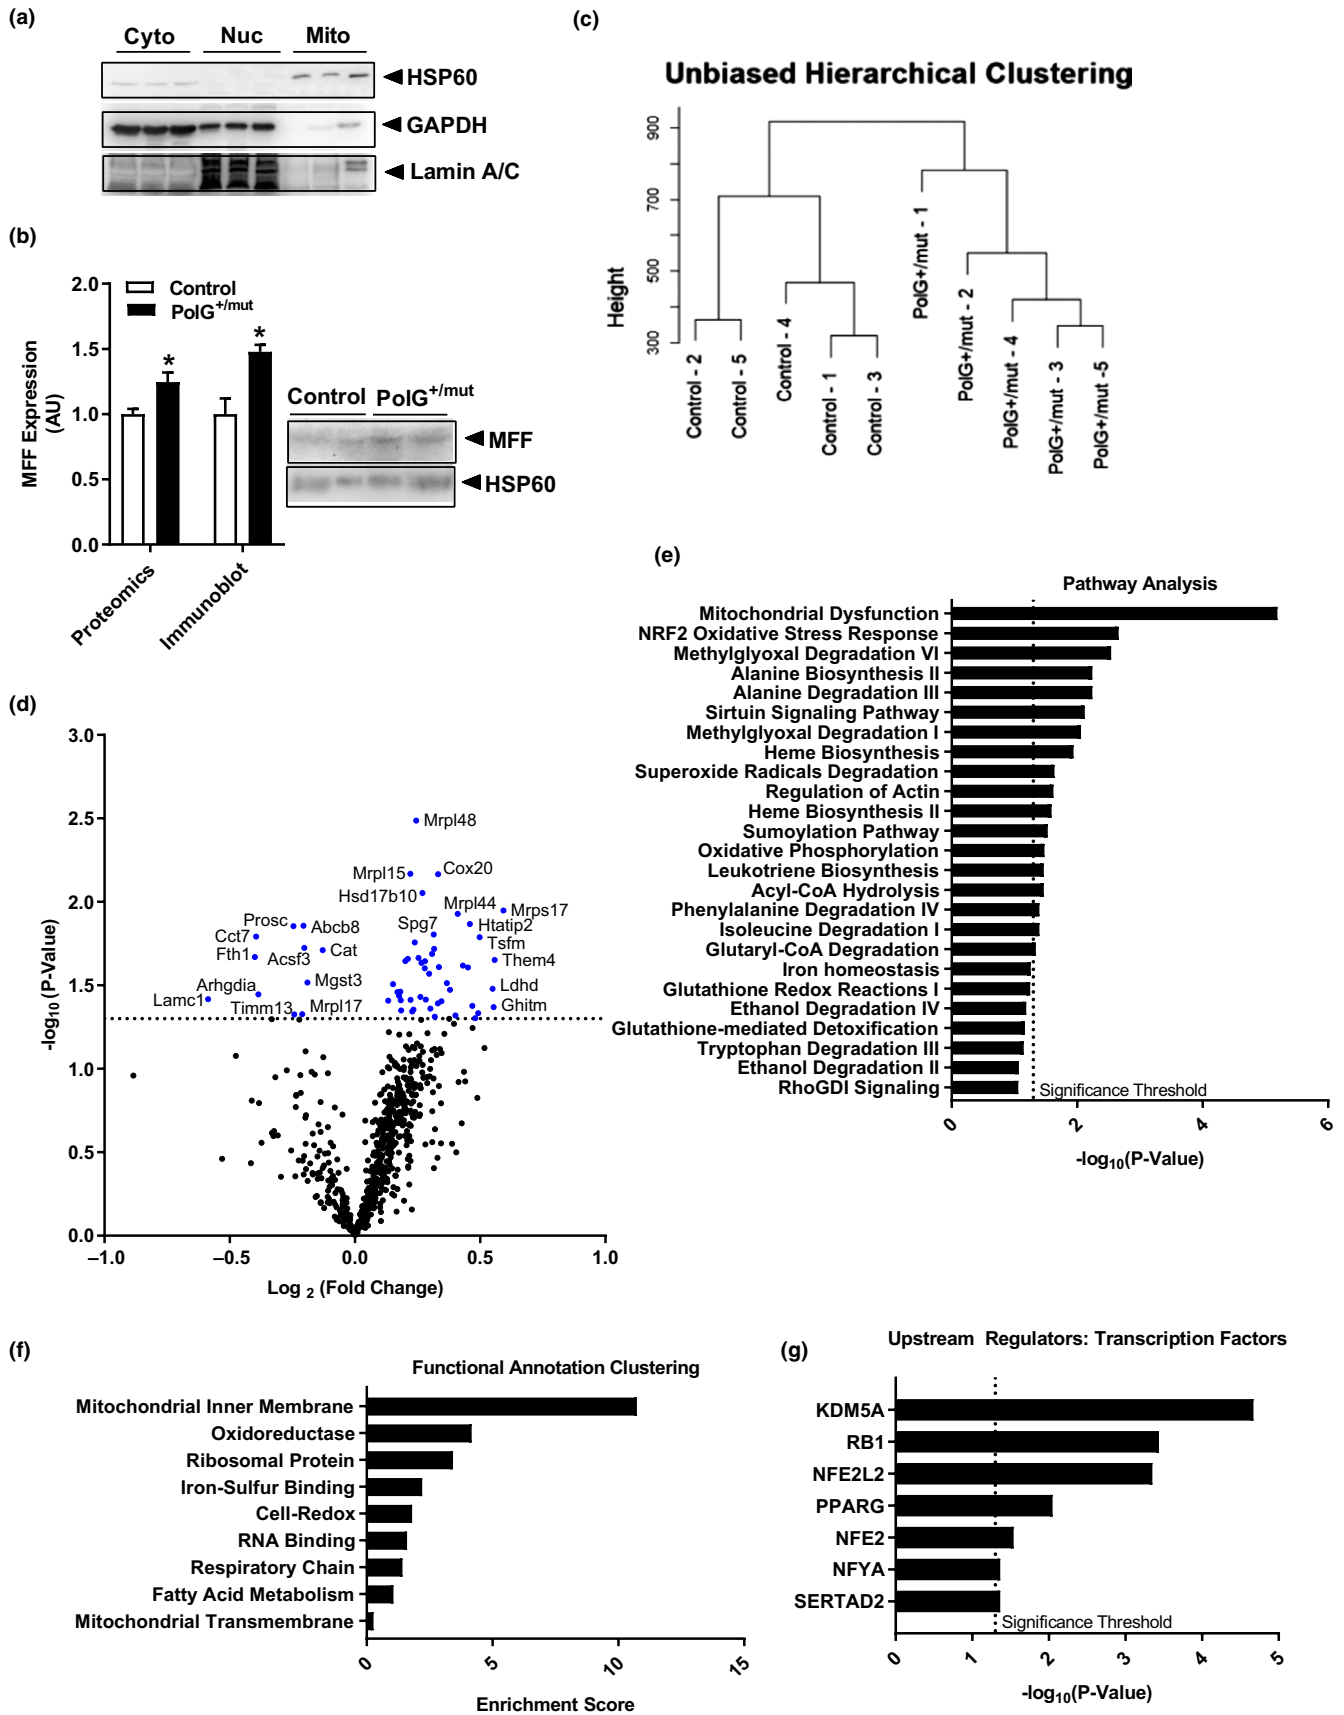 (a)
Cyto Nuc Mito
HSP60
GAPDH
Lamin A/C
(b)
MFF Expression
(AU)
2.0
1.5
1.0
0.5
0.0
Control
PolG+/mut
*
*
Proteomics
Immunoblot
Control PolG+/mut
MFF
HSP60
(c)
Unbiased Hierarchical Clustering
Height
900
700
500
300
Control - 2
Control - 5
Control - 4
Control - 1
Control - 3
PolG+/mut - 1
PolG+/mut - 2
PolG+/mut - 4
PolG+/mut - 3
PolG+/mut -5
(d)
-log10 (P-Value)
3.0
2.5
2.0
1.5
1.0
0.5
0.0
Mrpl48
Mrpl15
Cox20
Hsd17b10
Mrpl44
Mrps17
Prosc
Abcb8
Spg7
Htatip2
Cct7
Tsfm
Fth1
Acsf3
Cat
Them4
Arhgdia
Mgst3
Ldhd
Lamc1
Timm13
Mrpl17
Ghitm
–1.0
–0.5
0.0
0.5
1.0
Log 2 (Fold Change)
(e)
Pathway Analysis
Mitochondrial Dysfunction
NRF2 Oxidative Stress Response
Methylglyoxal Degradation VI
Alanine Biosynthesis II
Alanine Degradation III
Sirtuin Signaling Pathway
Methylglyoxal Degradation I
Heme Biosynthesis
Superoxide Radicals Degradation
Regulation of Actin
Heme Biosynthesis II
Sumoylation Pathway
Oxidative Phosphorylation
Leukotriene Biosynthesis
Acyl-CoA Hydrolysis
Phenylalanine Degradation IV
Isoleucine Degradation I
Glutaryl-CoA Degradation
Iron homeostasis
Glutathione Redox Reactions I
Ethanol Degradation IV
Glutathione-mediated Detoxification
Tryptophan Degradation III
Ethanol Degradation II
RhoGDI Signaling
Significance Threshold
0
2
4
6
-log10(P-Value)
(f)
Functional Annotation Clustering
Mitochondrial Inner Membrane
Oxidoreductase
Ribosomal Protein
Iron-Sulfur Binding
Cell-Redox
RNA Binding
Respiratory Chain
Fatty Acid Metabolism
Mitochondrial Transmembrane
0
5
10
15
Enrichment Score
(g)
Upstream Regulators: Transcription Factors
KDM5A
RB1
NFE2L2
PPARG
NFE2
NFYA
SERTAD2
Significance Threshold
0
1
2
3
4
5
-log10(P-Value)